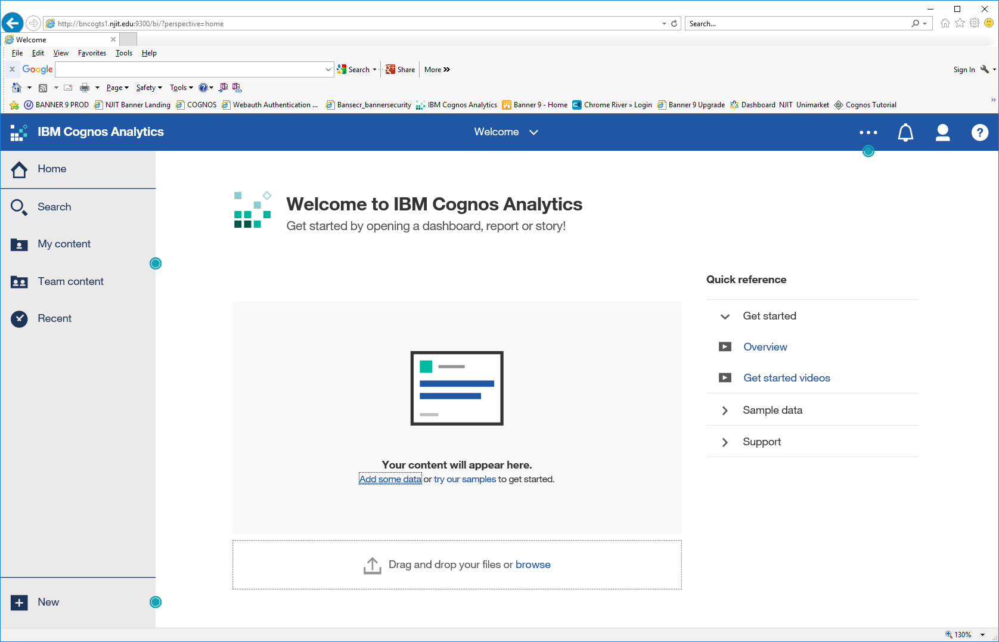 http://bncogts1.njit.edu:9300/bi/?perspective=home
Search...
Welcome
File Edit View Favorites Tools Help
x Google Search Share More » Sign In
Page Safety Tools
BANNER 9 PROD NJIT Banner Landing COGNOS Webauth Authentication ... Bansecr_bannersecurity IBM Cognos Analytics Banner 9 - Home Chrome River » Login Banner 9 Upgrade Dashboard NJIT Unimarket Cognos Tutorial »
IBM Cognos Analytics
Welcome
?
Home
Search
My content
Team content
Recent
New
Welcome to IBM Cognos Analytics
Get started by opening a dashboard, report or story!
Your content will appear here.
Add some data or try our samples to get started.
Drag and drop your files or browse
Quick reference
Get started
Overview
Get started videos
Sample data
Support
130%